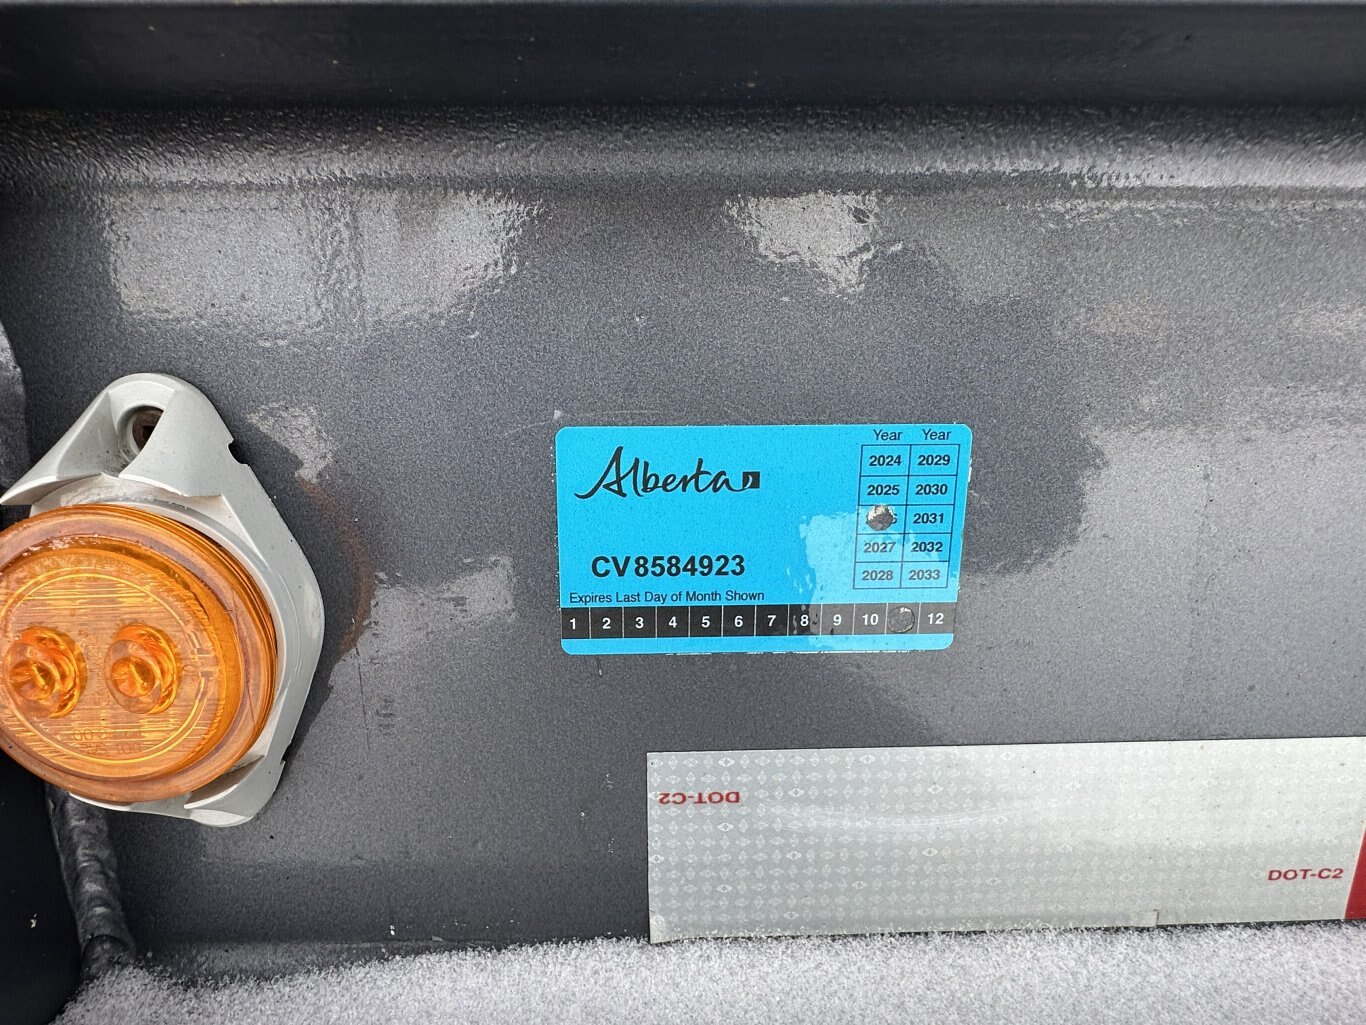 Alberta
Year Year
2024 2029
2025 2030
2031
2027 2032
2028 2033
CV8584923
Expires Last Day of Month Shown
1 2 3 4 5 6 7 8 9 10 12
DOT-C2
DOT-C2